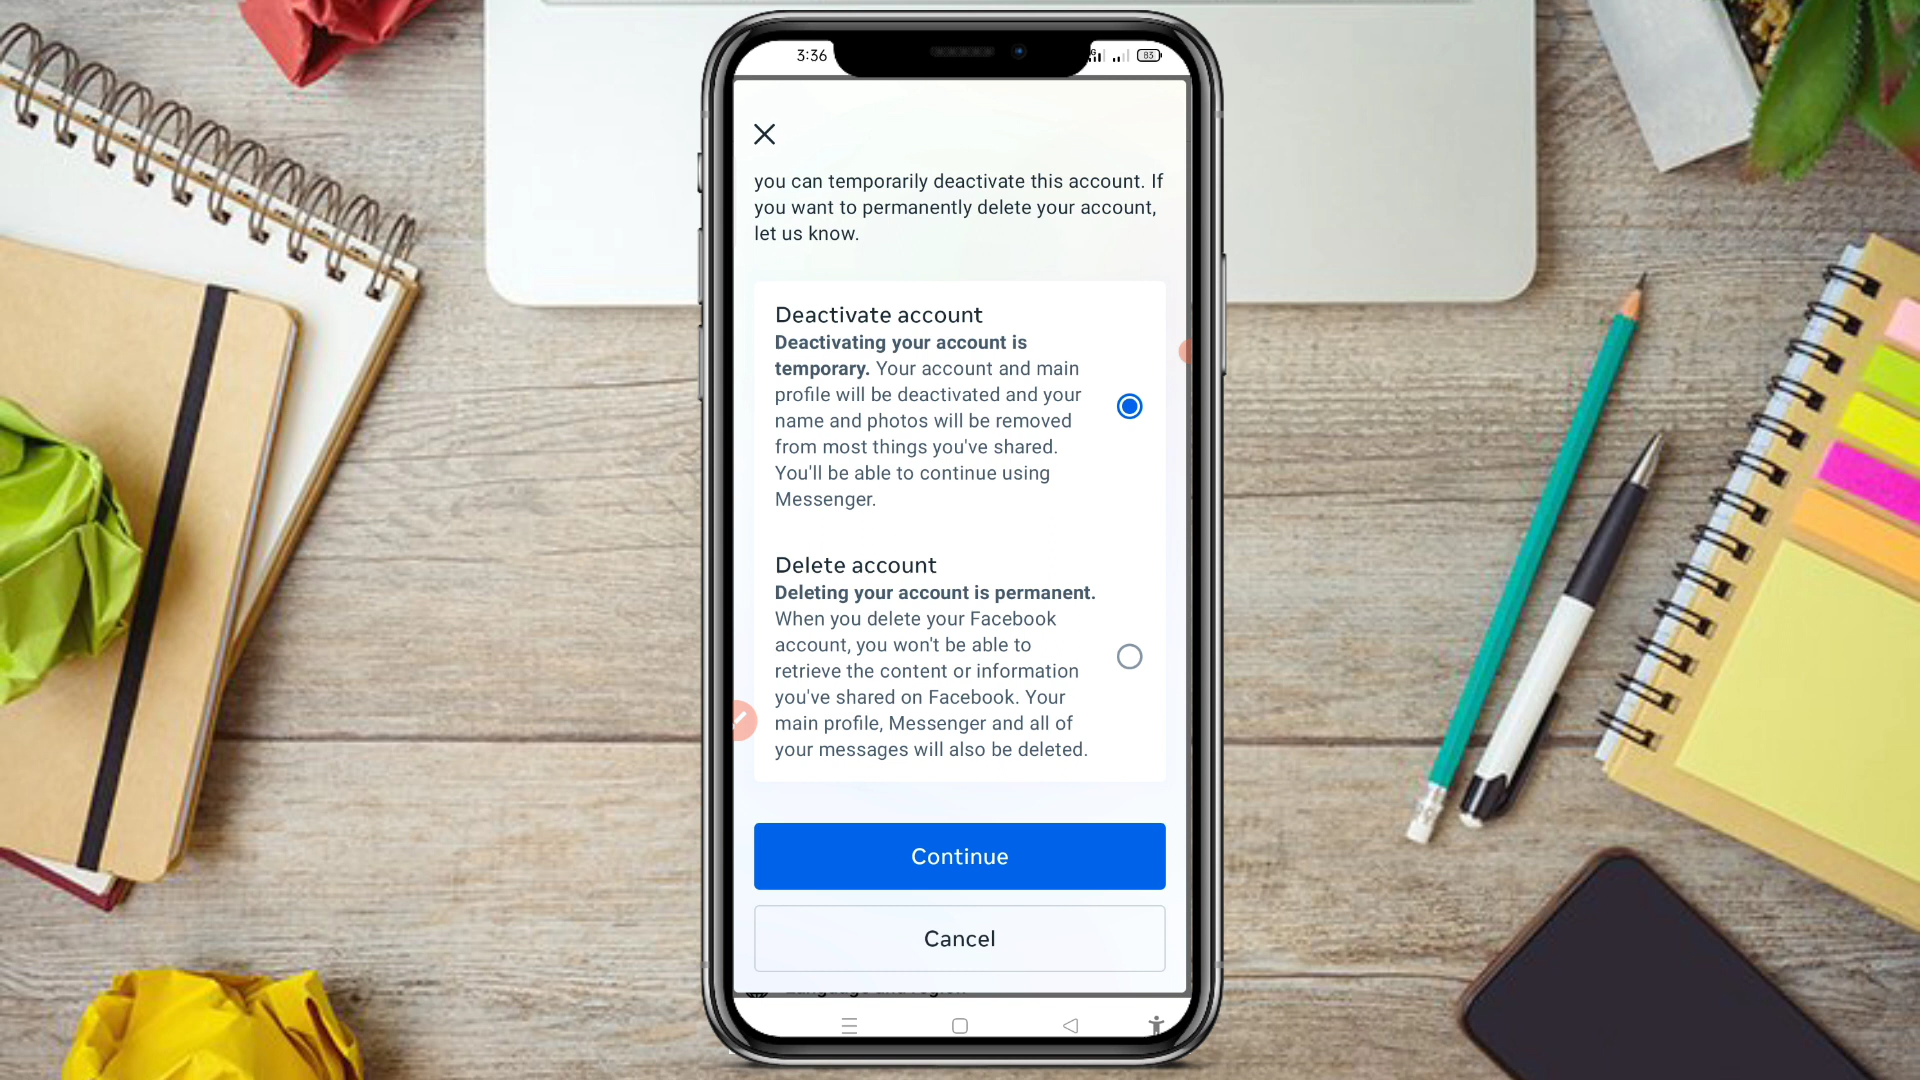 3:36
83
you can temporarily deactivate this account. If
you want to permanently delete your account,
let us know.
Deactivate account
Deactivating your account is
temporary. Your account and main
profile will be deactivated and your
name and photos will be removed
from most things you've shared.
You'll be able to continue using
Messenger.
Delete account
Deleting your account is permanent.
When you delete your Facebook
account, you won't be able to
retrieve the content or information
you've shared on Facebook. Your
main profile, Messenger and all of
your messages will also be deleted.
Continue
Cancel